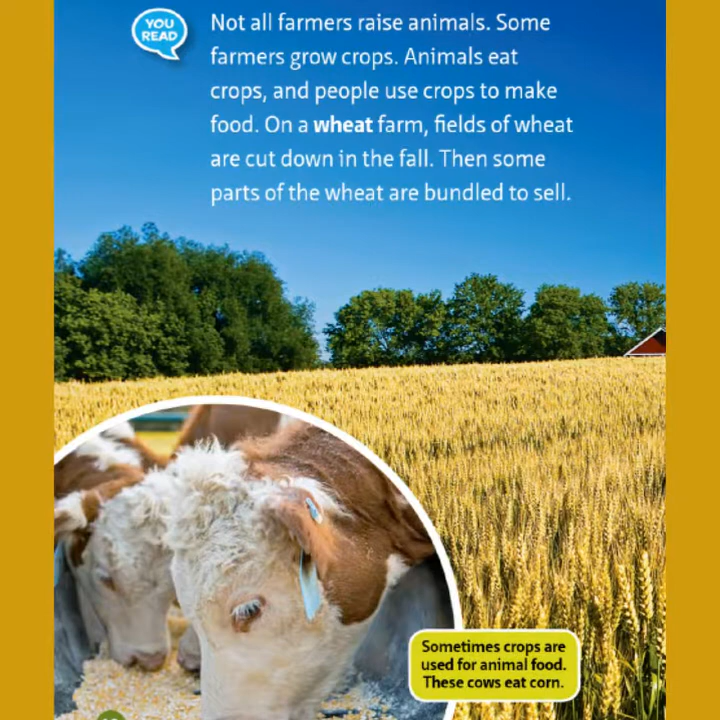 YOU
READ
Not all farmers raise animals. Some
farmers grow crops. Animals eat
crops, and people use crops to make
food. On a wheat farm, fields of wheat
are cut down in the fall. Then some
parts of the wheat are bundled to sell.
Sometimes crops are
used for animal food.
These cows eat corn.